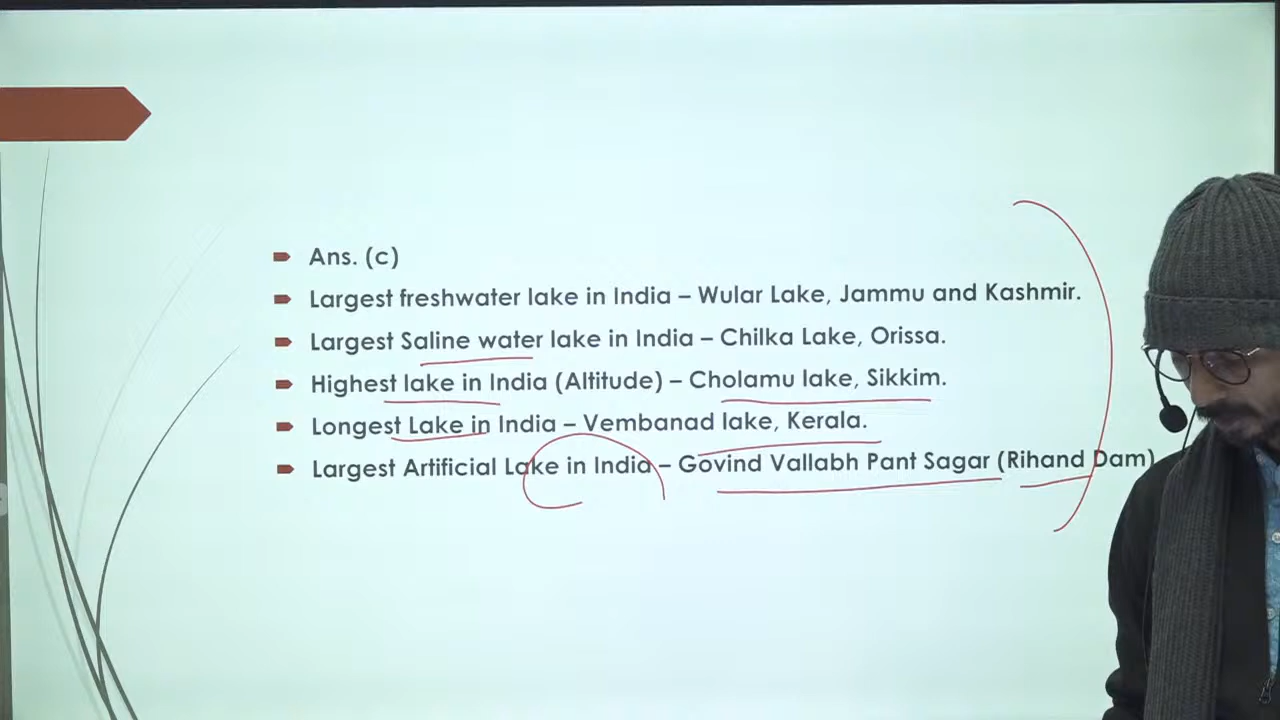 Ans. (c)
Largest freshwater lake in India – Wular Lake, Jammu and Kashmir.
Largest Saline water lake in India – Chilka Lake, Orissa.
Highest lake in India (Altitude) – Cholamu lake, Sikkim.
Longest Lake in India – Vembanad lake, Kerala.
Largest Artificial Lake in India – Govind Vallabh Pant Sagar (Rihand Dam)